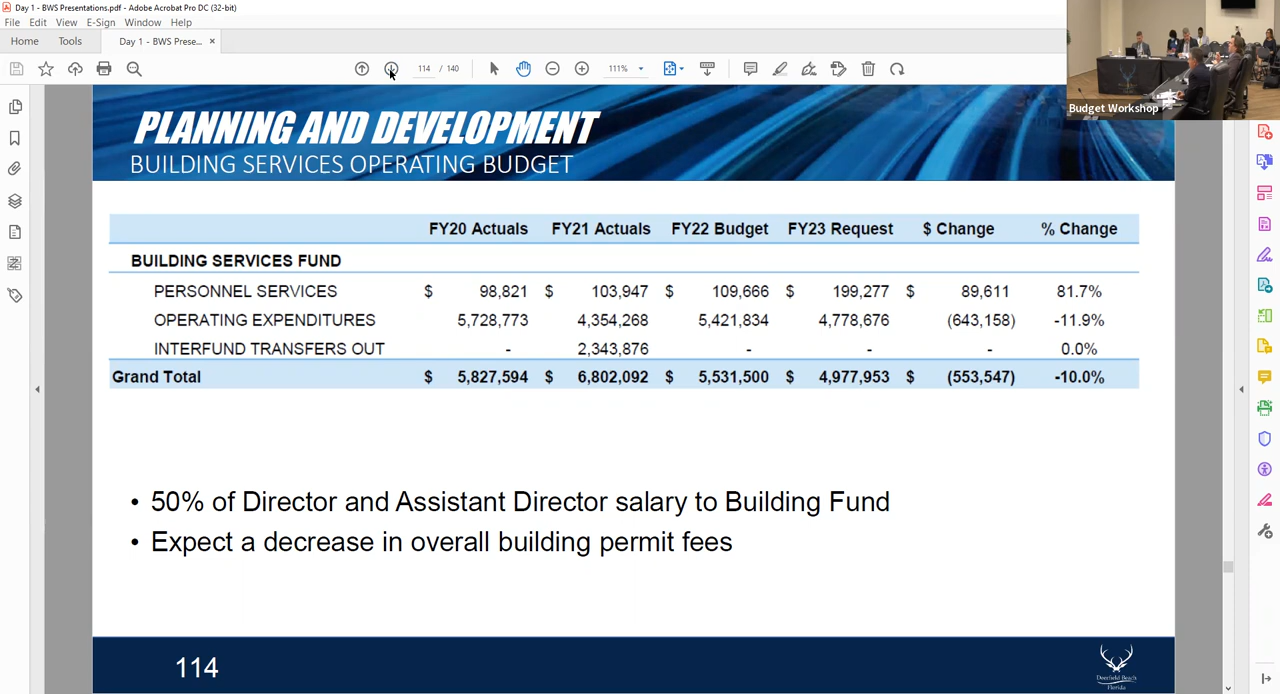 Day 1 - BWS Presentations.pdf - Adobe Acrobat Pro DC (32-bit)
File Edit View E-Sign Window Help
Home Tools Day 1 - BWS Prese... ×
114 / 140 111%
Budget Workshop
PLANNING AND DEVELOPMENT
BUILDING SERVICES OPERATING BUDGET
FY20 Actuals FY21 Actuals FY22 Budget FY23 Request $ Change % Change
BUILDING SERVICES FUND
PERSONNEL SERVICES $ 98,821 $ 103,947 $ 109,666 $ 199,277 $ 89,611 81.7%
OPERATING EXPENDITURES 5,728,773 4,354,268 5,421,834 4,778,676 (643,158) -11.9%
INTERFUND TRANSFERS OUT - 2,343,876 - - - 0.0%
Grand Total $ 5,827,594 $ 6,802,092 $ 5,531,500 $ 4,977,953 $ (553,547) -10.0%
• 50% of Director and Assistant Director salary to Building Fund
• Expect a decrease in overall building permit fees
114
Deerfield Beach
Florida